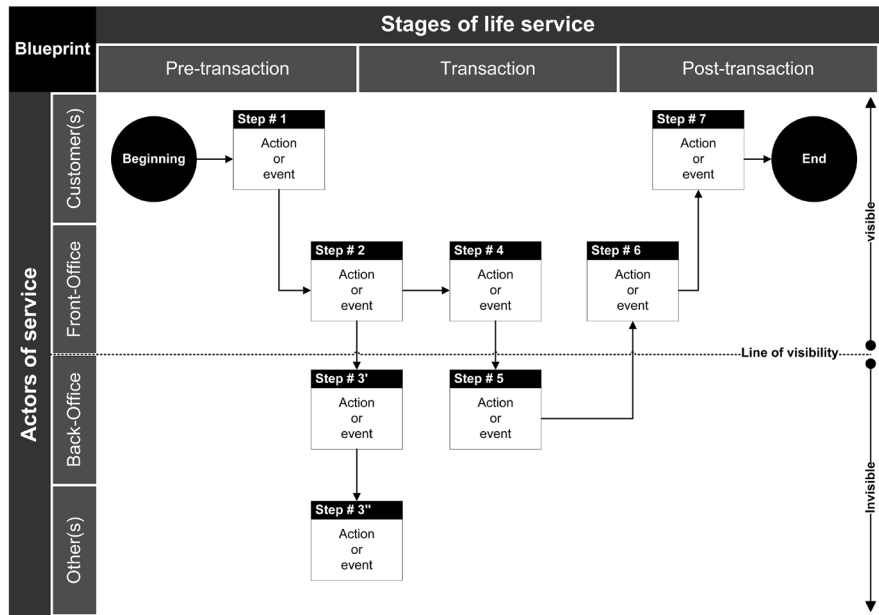 Blueprint
Stages of life service
Pre-transaction
Transaction
Post-transaction
Actors of service
Customer(s)
Front-Office
Back-Office
Other(s)
Beginning
Step # 1
Action
or
event
Step # 7
Action
or
event
End
Step # 2
Action
or
event
Step # 4
Action
or
event
Step # 6
Action
or
event
visible
Line of visibility
Step # 3'
Action
or
event
Step # 5
Action
or
event
Invisible
Step # 3''
Action
or
event